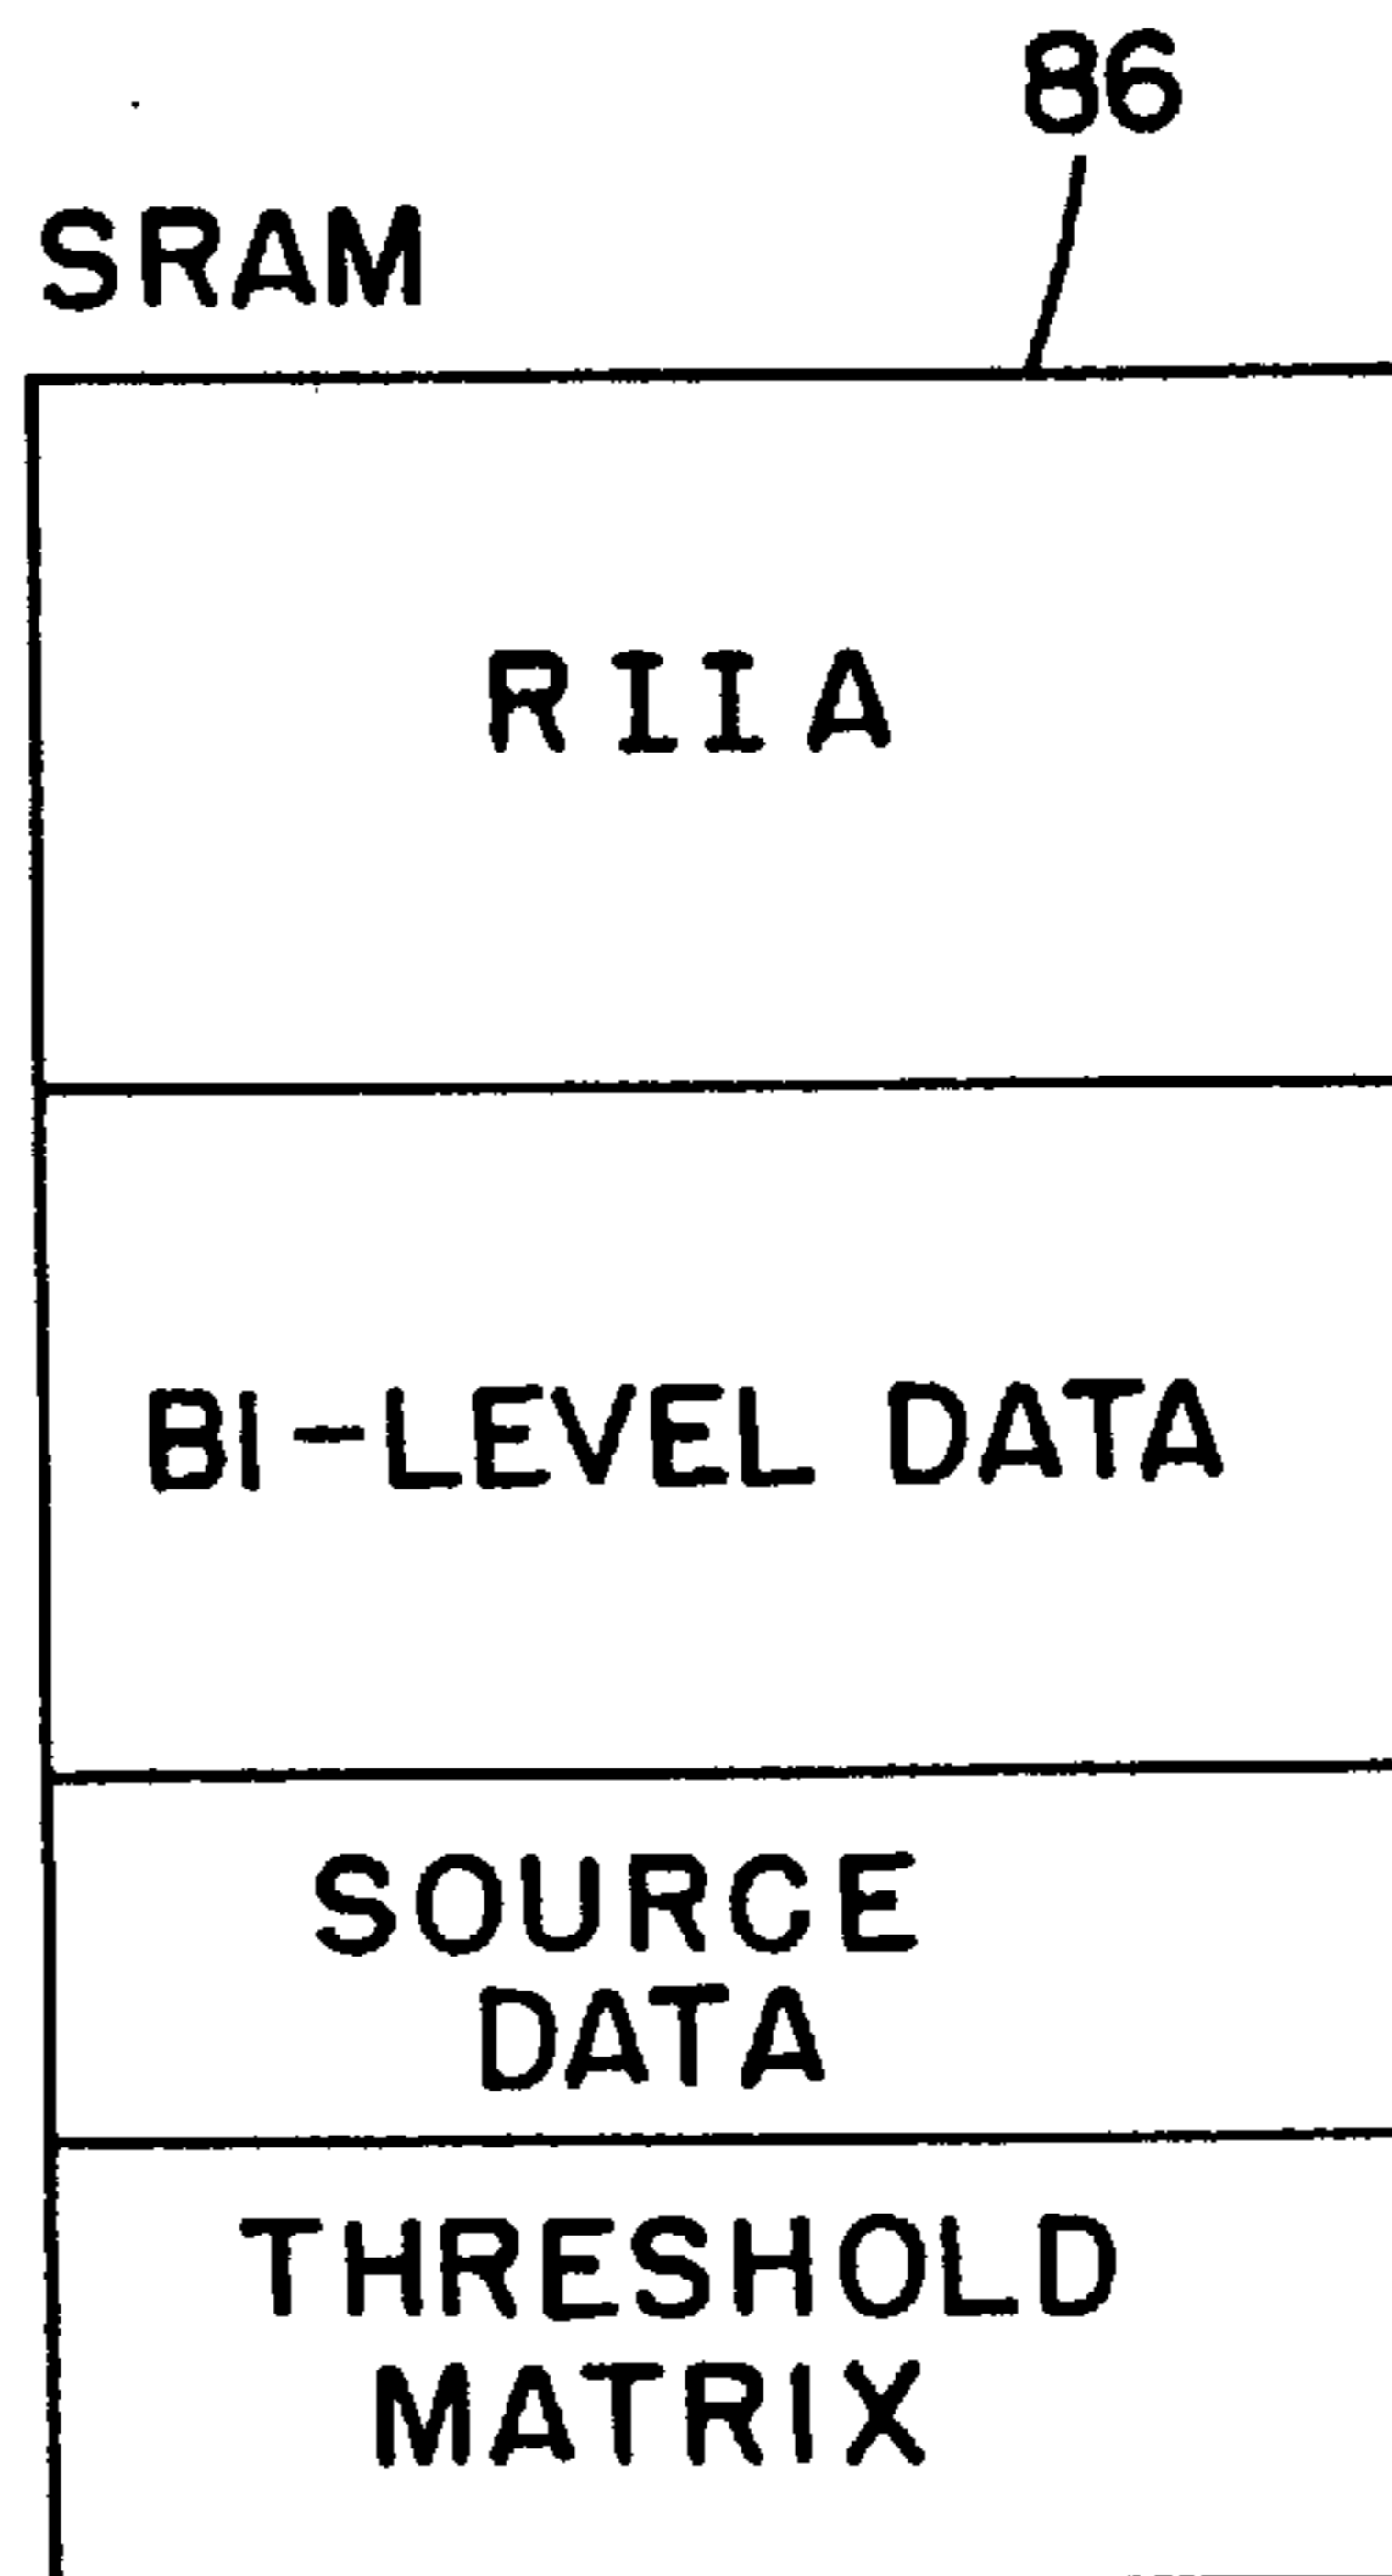 86
SRAM
RIIA
BI-LEVEL DATA
SOURCE
DATA
THRESHOLD
MATRIX